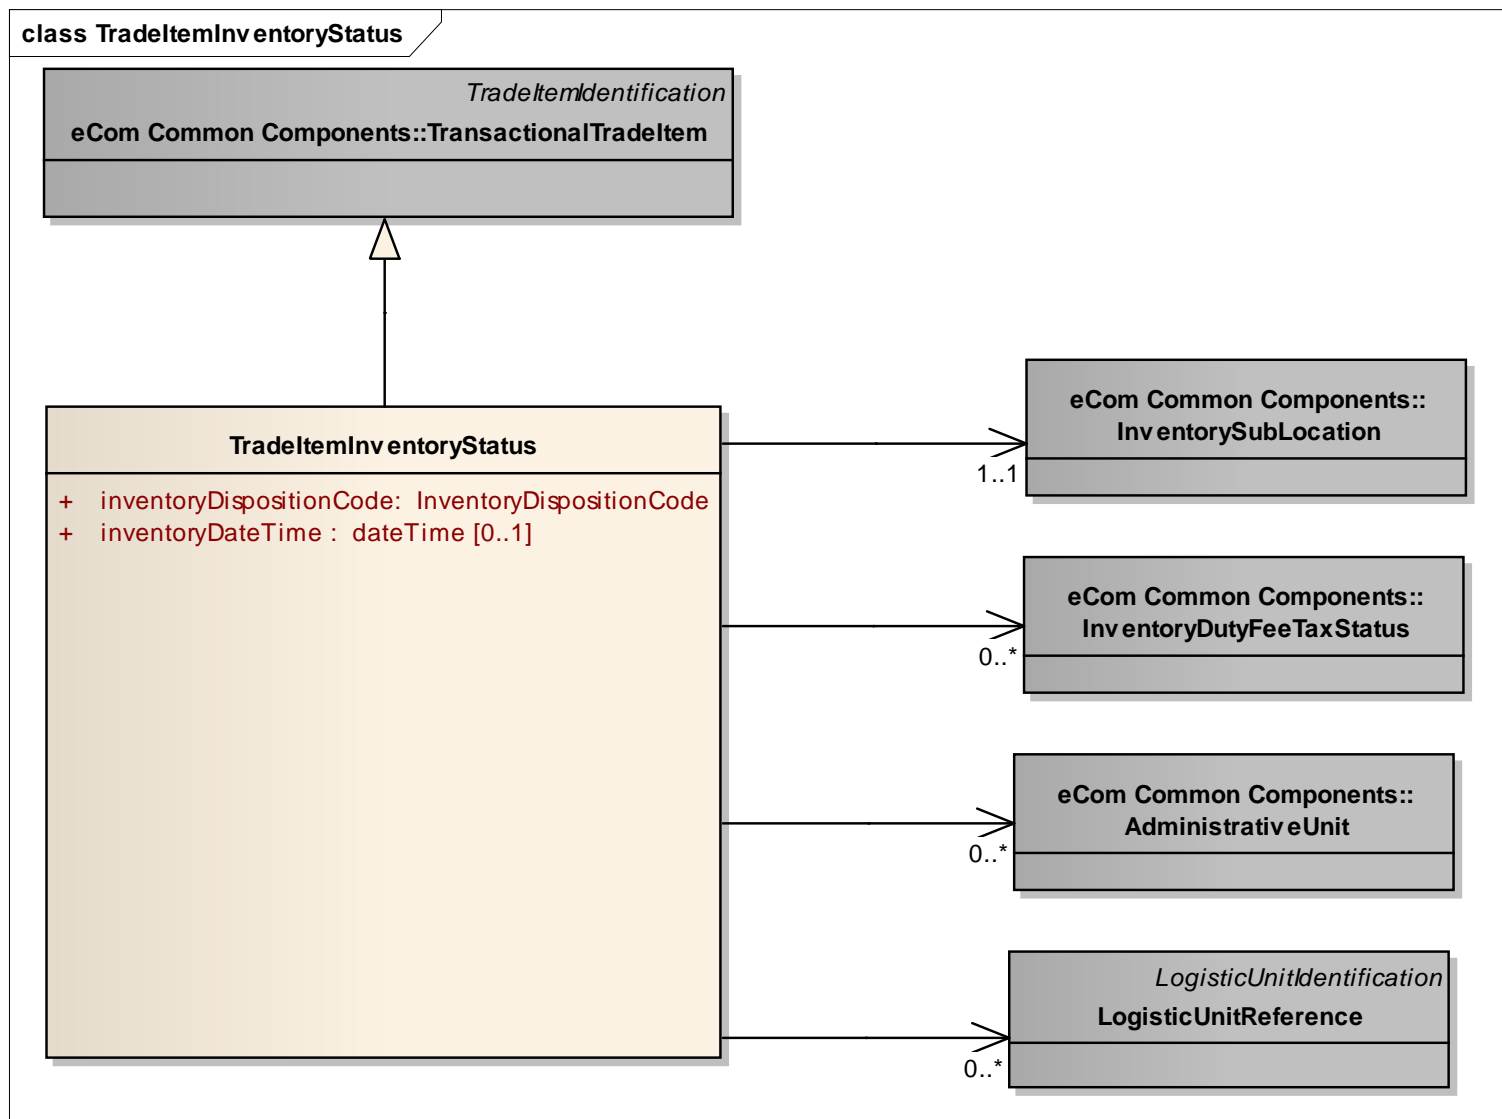 class TradeItemInventoryStatus
TradeItemIdentification
eCom Common Components::TransactionalTradeItem
TradeItemInventoryStatus
+ inventoryDispositionCode: InventoryDispositionCode
+ inventoryDateTime : dateTime [0..1]
eCom Common Components::
InventorySubLocation
1..1
eCom Common Components::
InventoryDutyFeeTaxStatus
0..*
eCom Common Components::
AdministrativeUnit
0..*
LogisticUnitIdentification
LogisticUnitReference
0..*